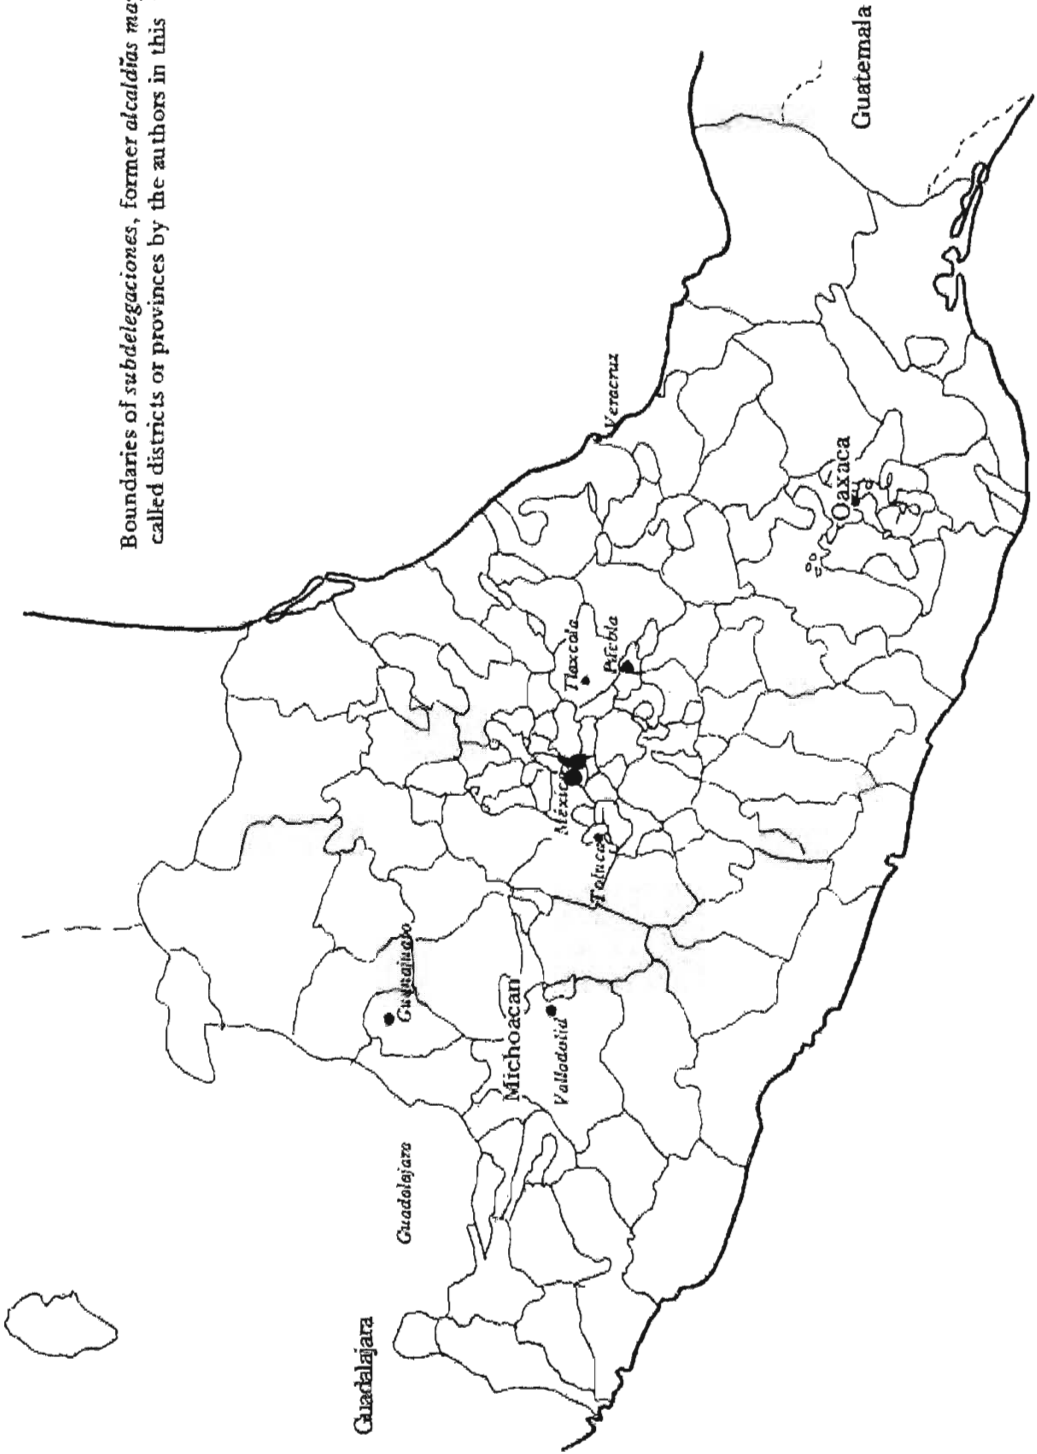 Boundaries of subdelegaciones, former alcaldías
called districts or provinces by the authors in this
Guatemala
Veracruz
Oaxaca
Tlaxcala
Puebla
México
Toluca
Guanajuato
Michoacan
Valladolid
Guadalajara
Guadalajara